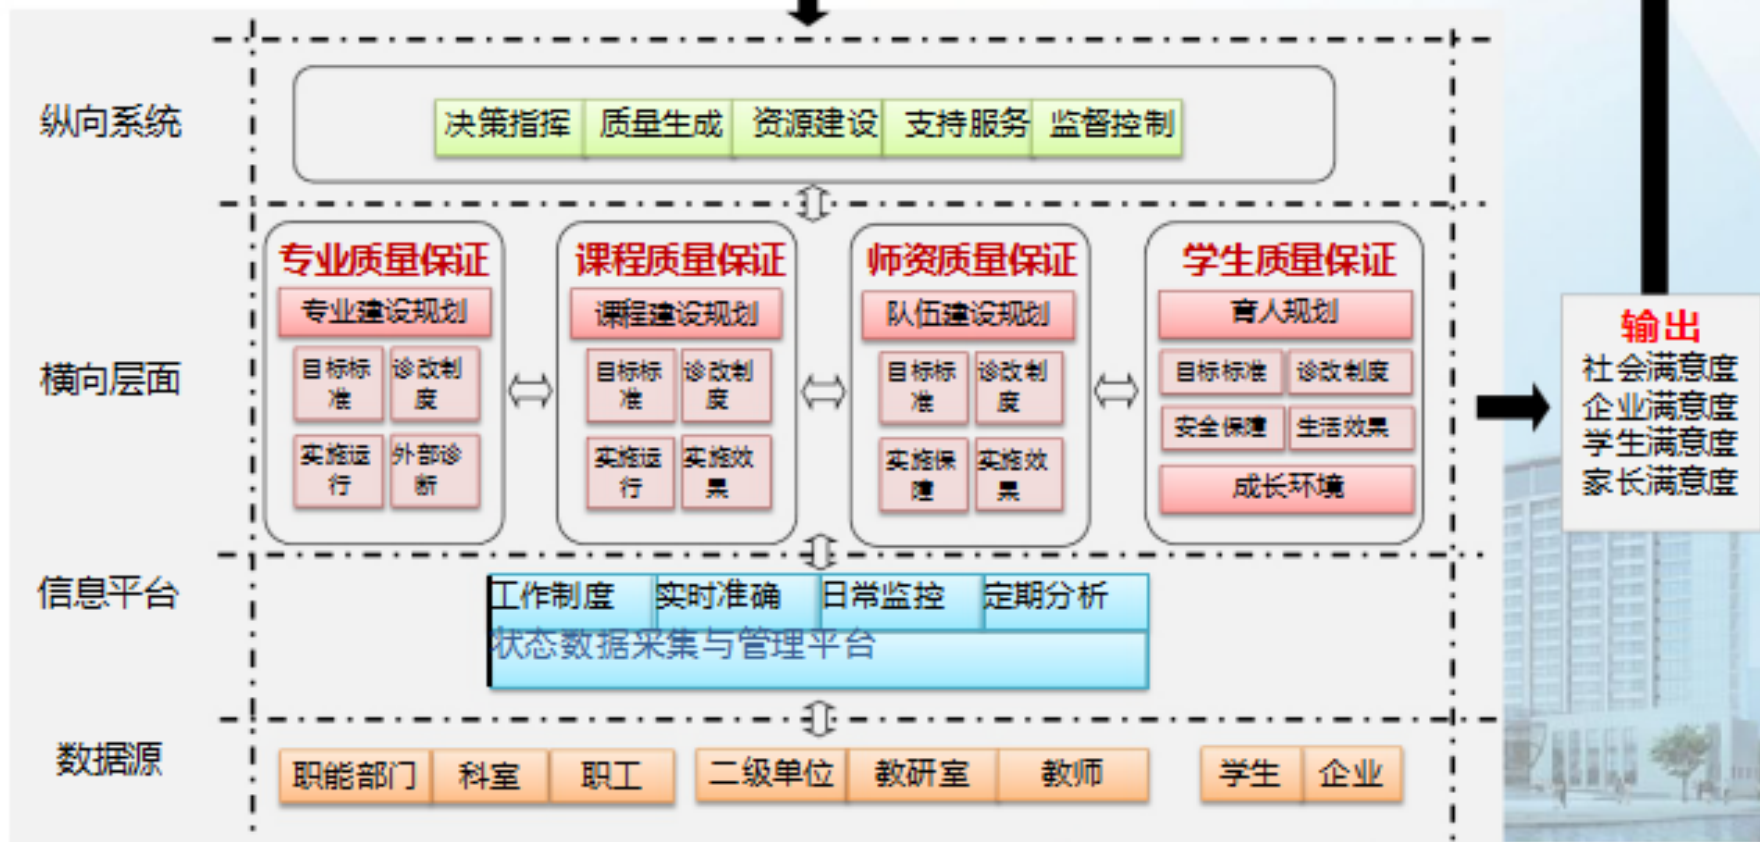 纵向系统
决策指挥 质量生成 资源建设 支持服务 监督控制
横向层面
专业质量保证
专业建设规划
目标标
准
诊改制
度
实施运
行
外部诊
断
课程质量保证
课程建设规划
目标标
准
诊改制
度
实施运
行
实施效
果
师资质量保证
队伍建设规划
目标标
准
诊改制
度
实施保
障
实施效
果
学生质量保证
育人规划
目标标准 诊改制度
安全保障 生活效果
成长环境
输出
社会满意度
企业满意度
学生满意度
家长满意度
信息平台
工作制度 实时准确 日常监控 定期分析
状态数据采集与管理平台
数据源
职能部门 科室 职工 二级单位 教研室 教师 学生 企业